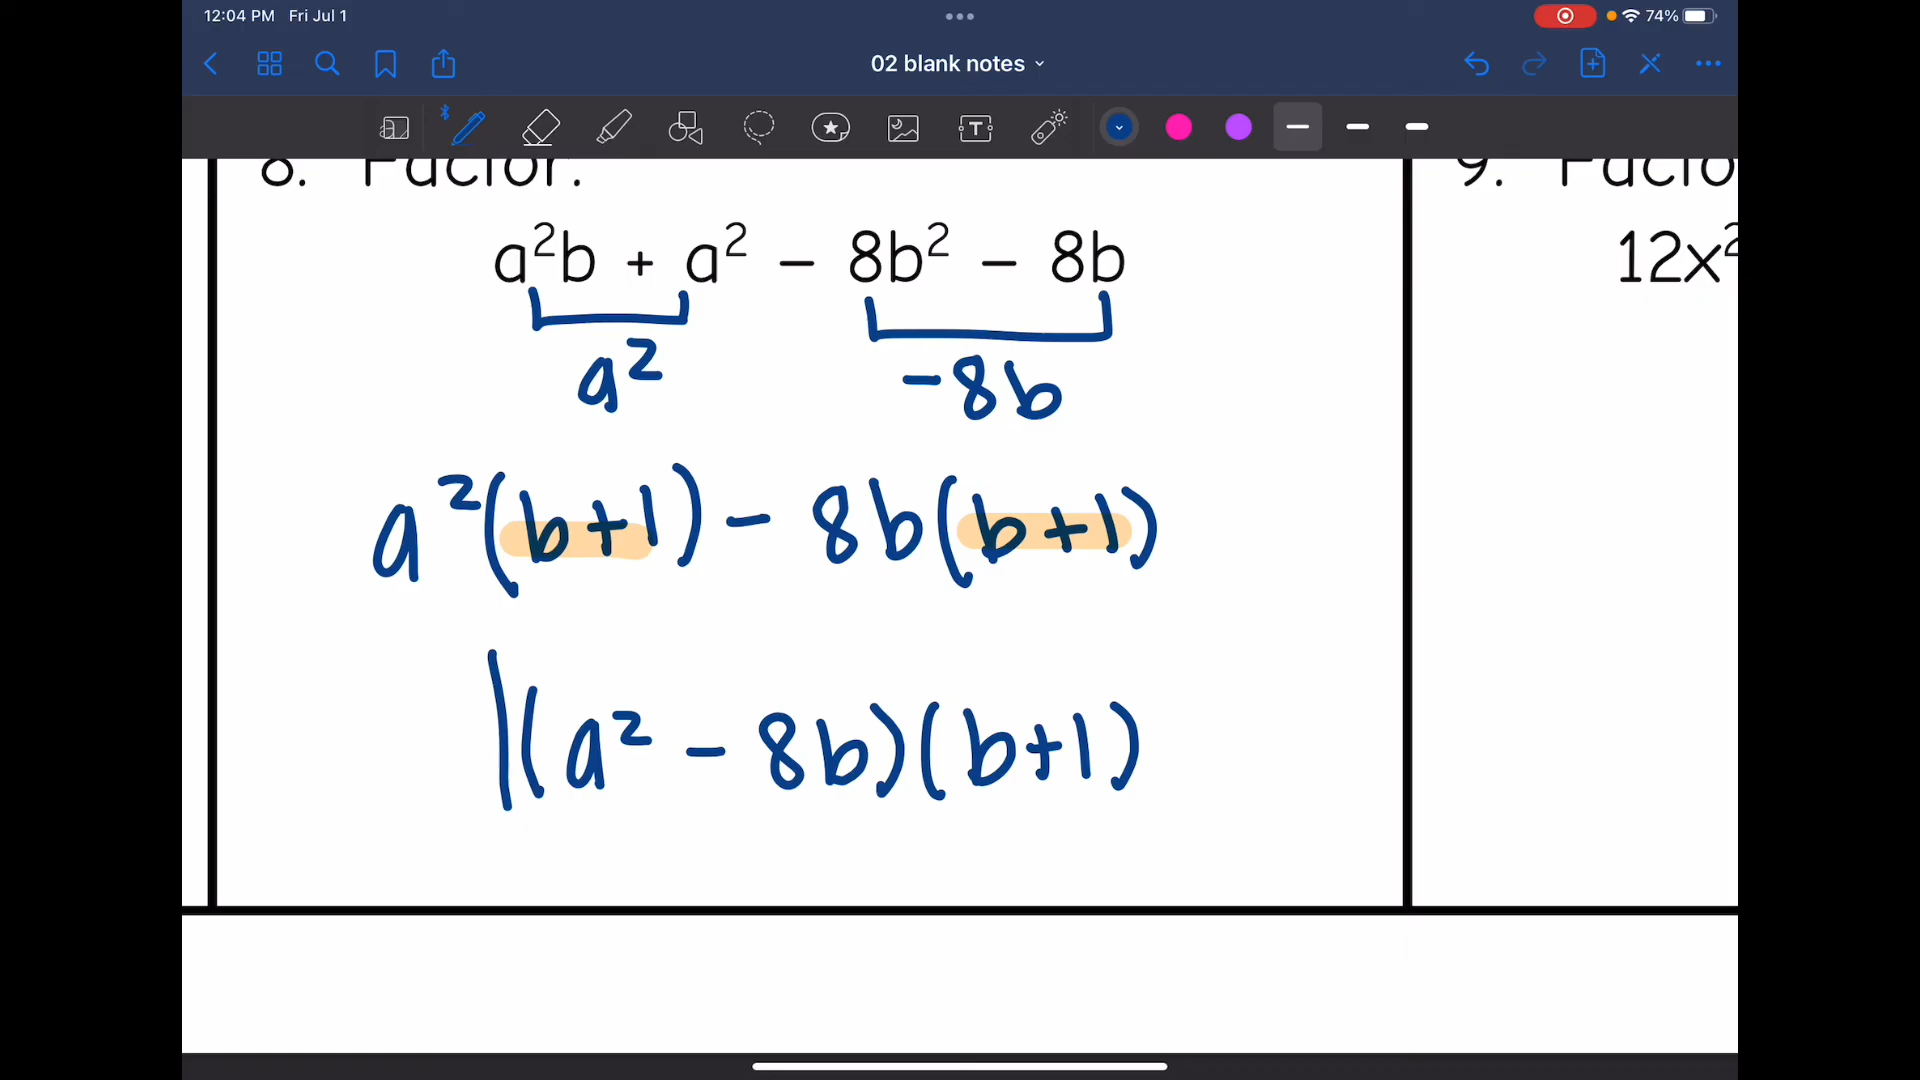 12:04 PM Fri Jul 1
74%
02 blank notes
8. Factor:
9. Facto
a²b + a² − 8b² − 8b
12x²
a² −8b
a²(b+1) − 8b(b+1)
(a² − 8b)(b+1)